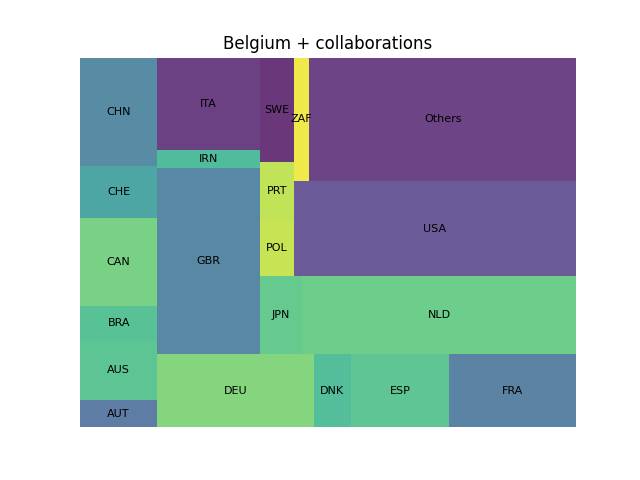 Belgium + collaborations
CHN
ITA
SWE
ZAF
Others
IRN
CHE
PRT
USA
POL
CAN
GBR
BRA
JPN
NLD
AUS
DEU
DNK
ESP
FRA
AUT